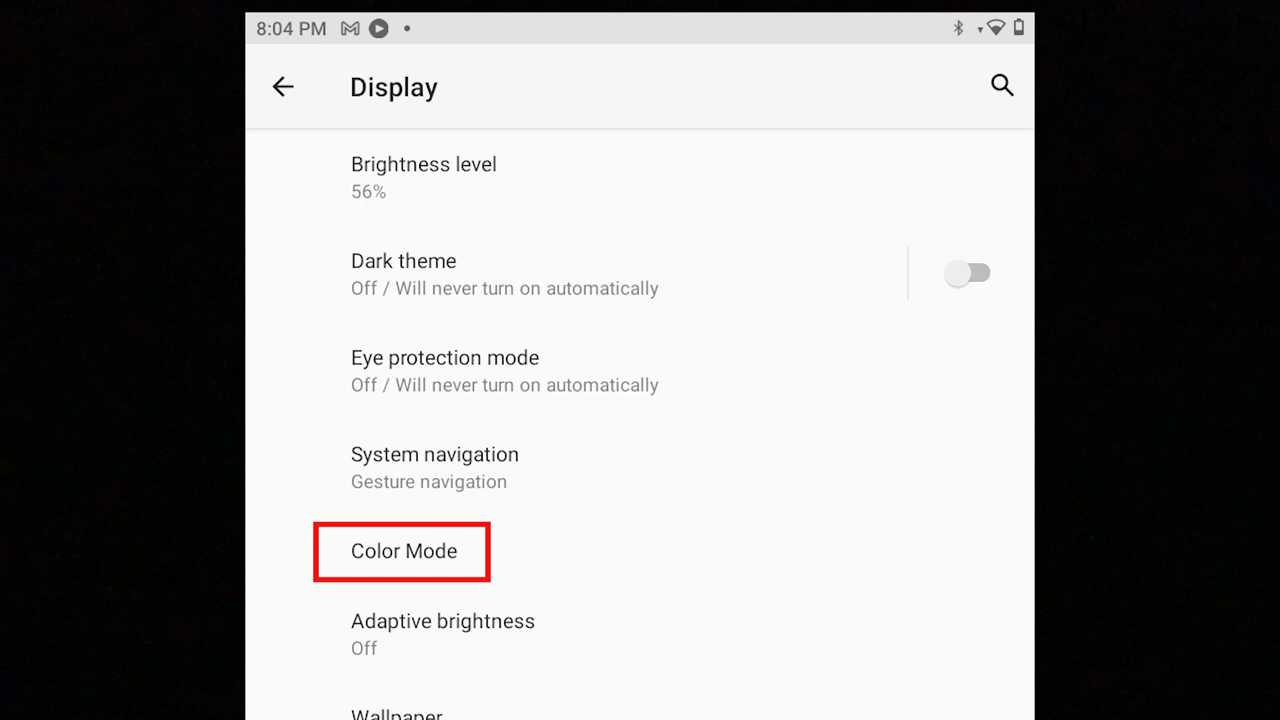 8:04 PM
Display
Brightness level
56%
Dark theme
Off / Will never turn on automatically
Eye protection mode
Off / Will never turn on automatically
System navigation
Gesture navigation
Color Mode
Adaptive brightness
Off
Wallpaper